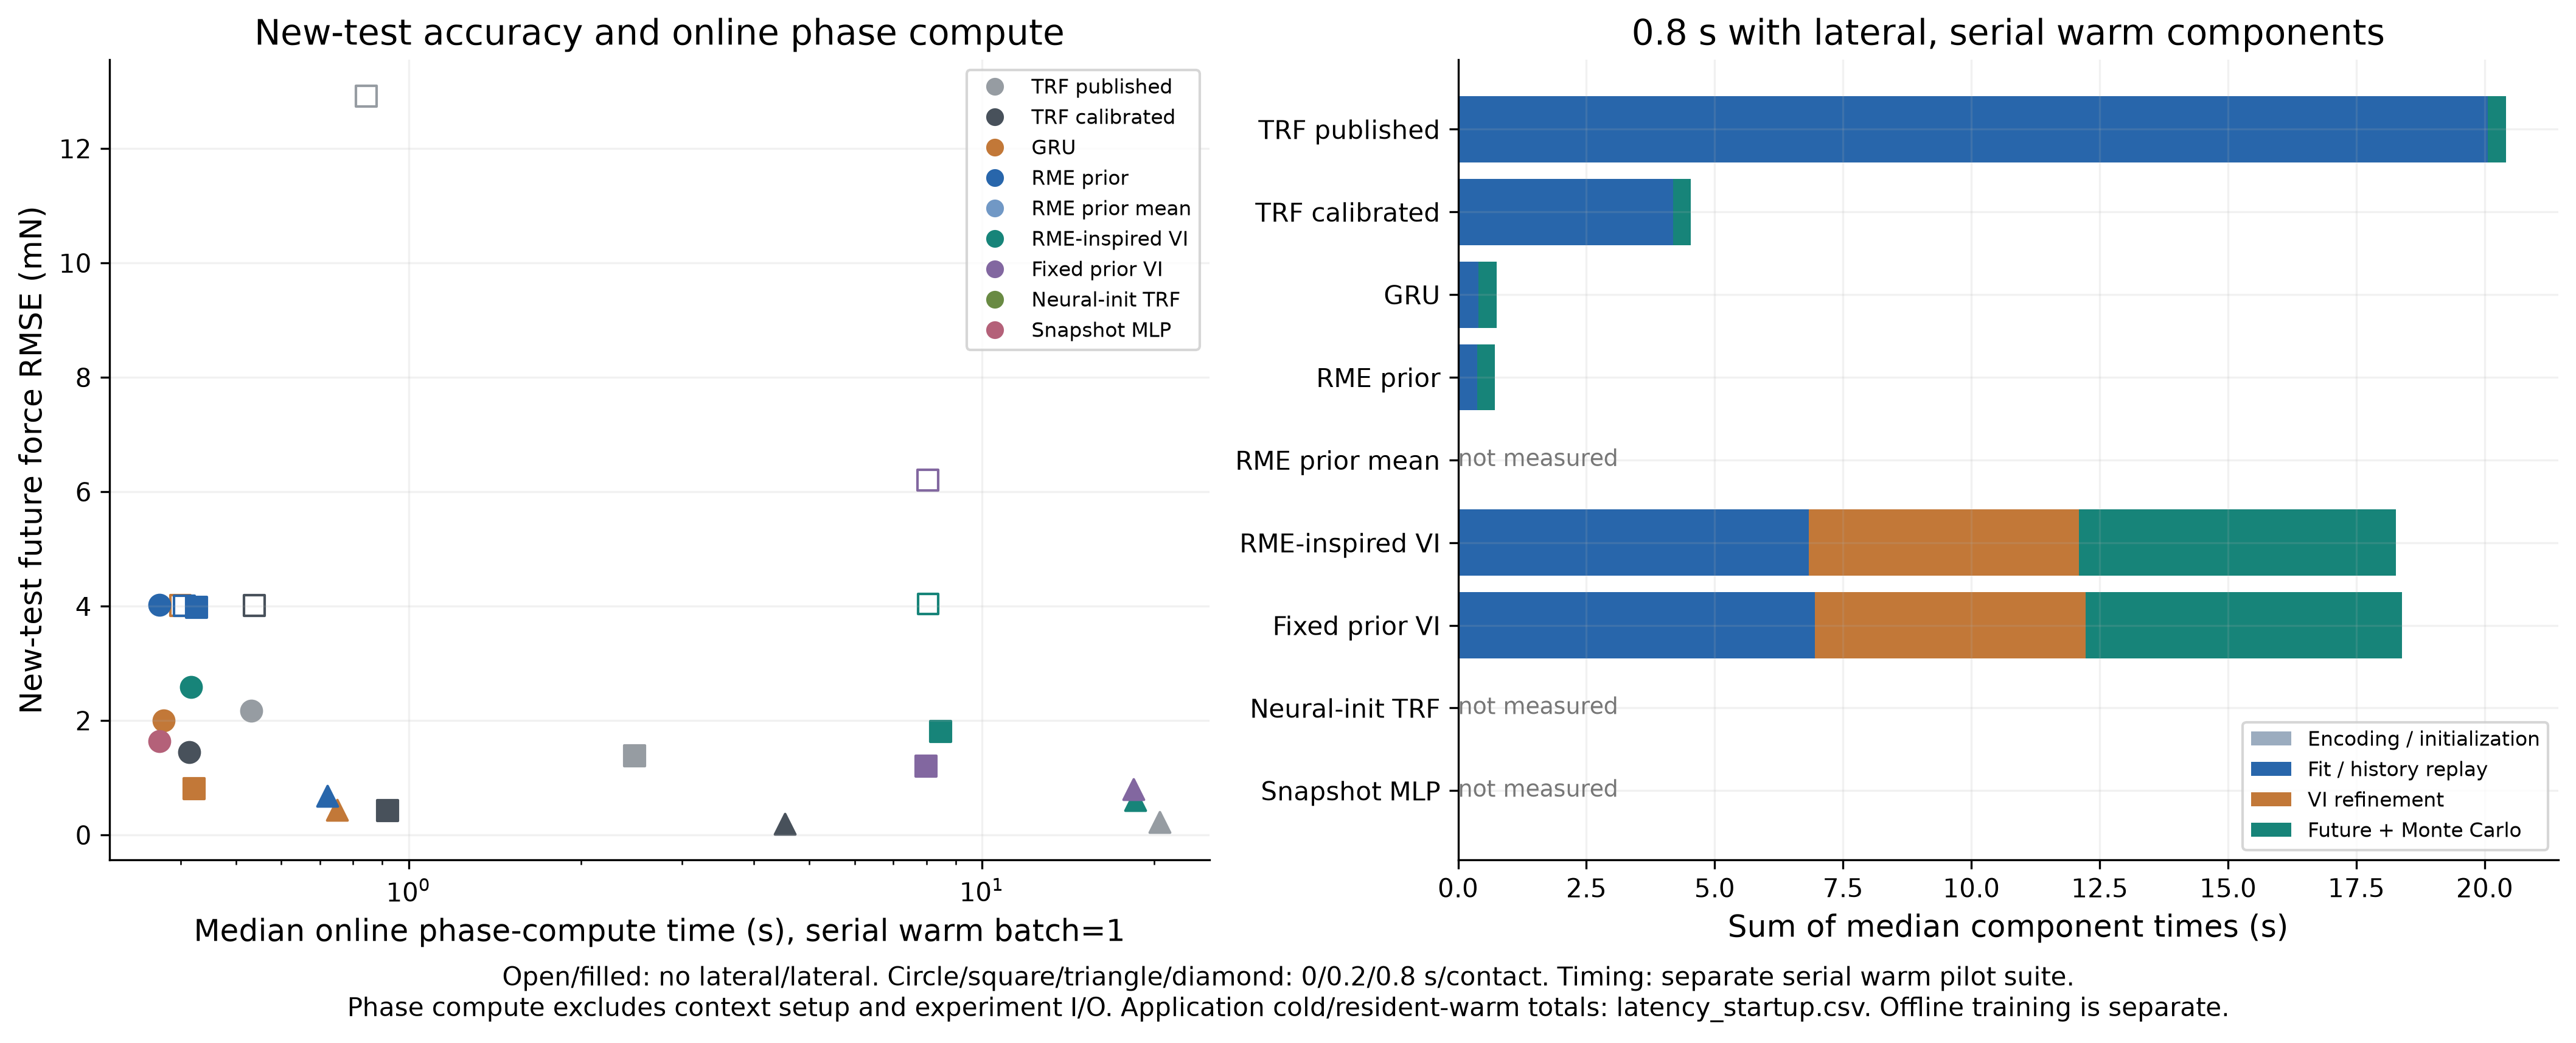 New-test accuracy and online phase compute
New-test future force RMSE (mN)
12
10
8
6
4
2
0
10⁰
10¹
Median online phase-compute time (s), serial warm batch=1
TRF published
TRF calibrated
GRU
RME prior
RME prior mean
RME-inspired VI
Fixed prior VI
Neural-init TRF
Snapshot MLP
0.8 s with lateral, serial warm components
TRF published
TRF calibrated
GRU
RME prior
RME prior mean
not measured
RME-inspired VI
Fixed prior VI
Neural-init TRF
not measured
Snapshot MLP
not measured
Encoding / initialization
Fit / history replay
VI refinement
Future + Monte Carlo
0.0 2.5 5.0 7.5 10.0 12.5 15.0 17.5 20.0
Sum of median component times (s)
Open/filled: no lateral/lateral. Circle/square/triangle/diamond: 0/0.2/0.8 s/contact. Timing: separate serial warm pilot suite.
Phase compute excludes context setup and experiment I/O. Application cold/resident-warm totals: latency_startup.csv. Offline training is separate.